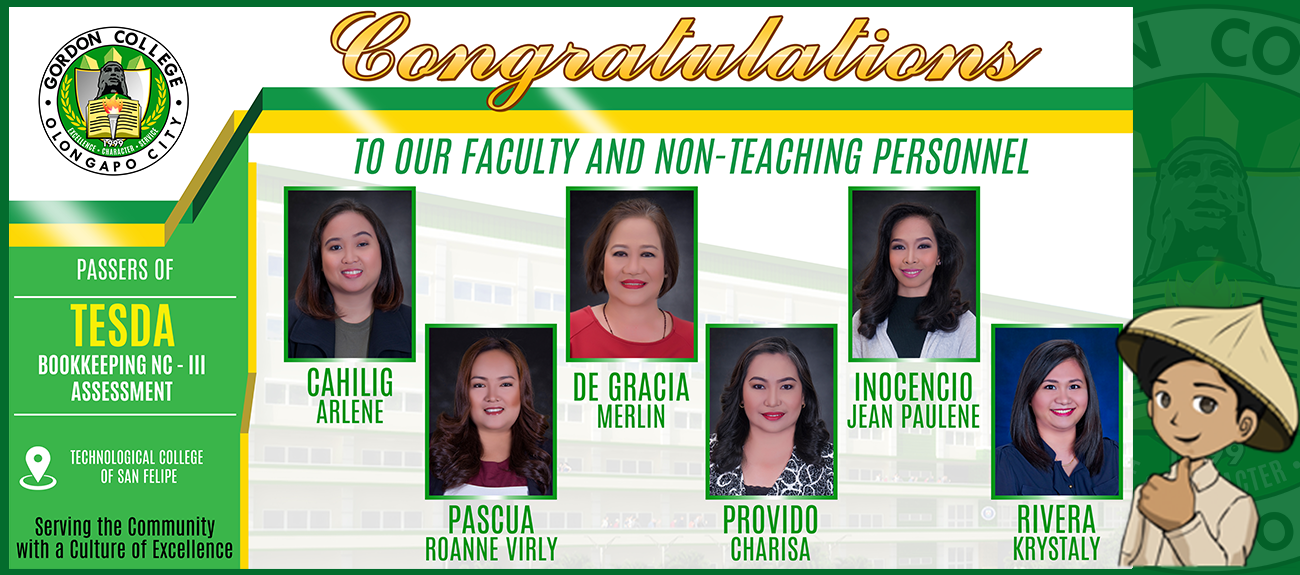 GORDON COLLEGE
EXCELLENCE • CHARACTER • SERVICE
1999
OLONGAPO CITY
Congratulations
TO OUR FACULTY AND NON-TEACHING PERSONNEL
PASSERS OF
TESDA
BOOKKEEPING NC - III
ASSESSMENT
TECHNOLOGICAL COLLEGE
OF SAN FELIPE
Serving the Community
with a Culture of Excellence
CAHILIG
ARLENE
PASCUA
ROANNE VIRLY
DE GRACIA
MERLIN
PROVIDO
CHARISA
INOCENCIO
JEAN PAULENE
RIVERA
KRYSTALY